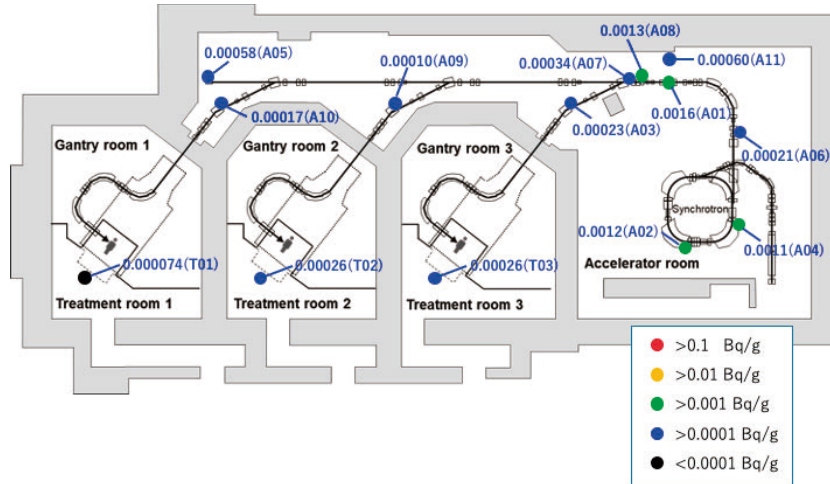 0.0013(A08)
0.00058(A05)
0.00010(A09)
0.00034(A07)
0.00060(A11)
0.0016(A01)
0.00017(A10)
0.00023(A03)
Gantry room 1
Gantry room 2
Gantry room 3
0.00021(A06)
Synchrotron
0.0012(A02)
0.0011(A04)
0.000074(T01)
0.00026(T02)
0.00026(T03)
Accelerator room
Treatment room 1
Treatment room 2
Treatment room 3
>0.1 Bq/g
>0.01 Bq/g
>0.001 Bq/g
>0.0001 Bq/g
<0.0001 Bq/g